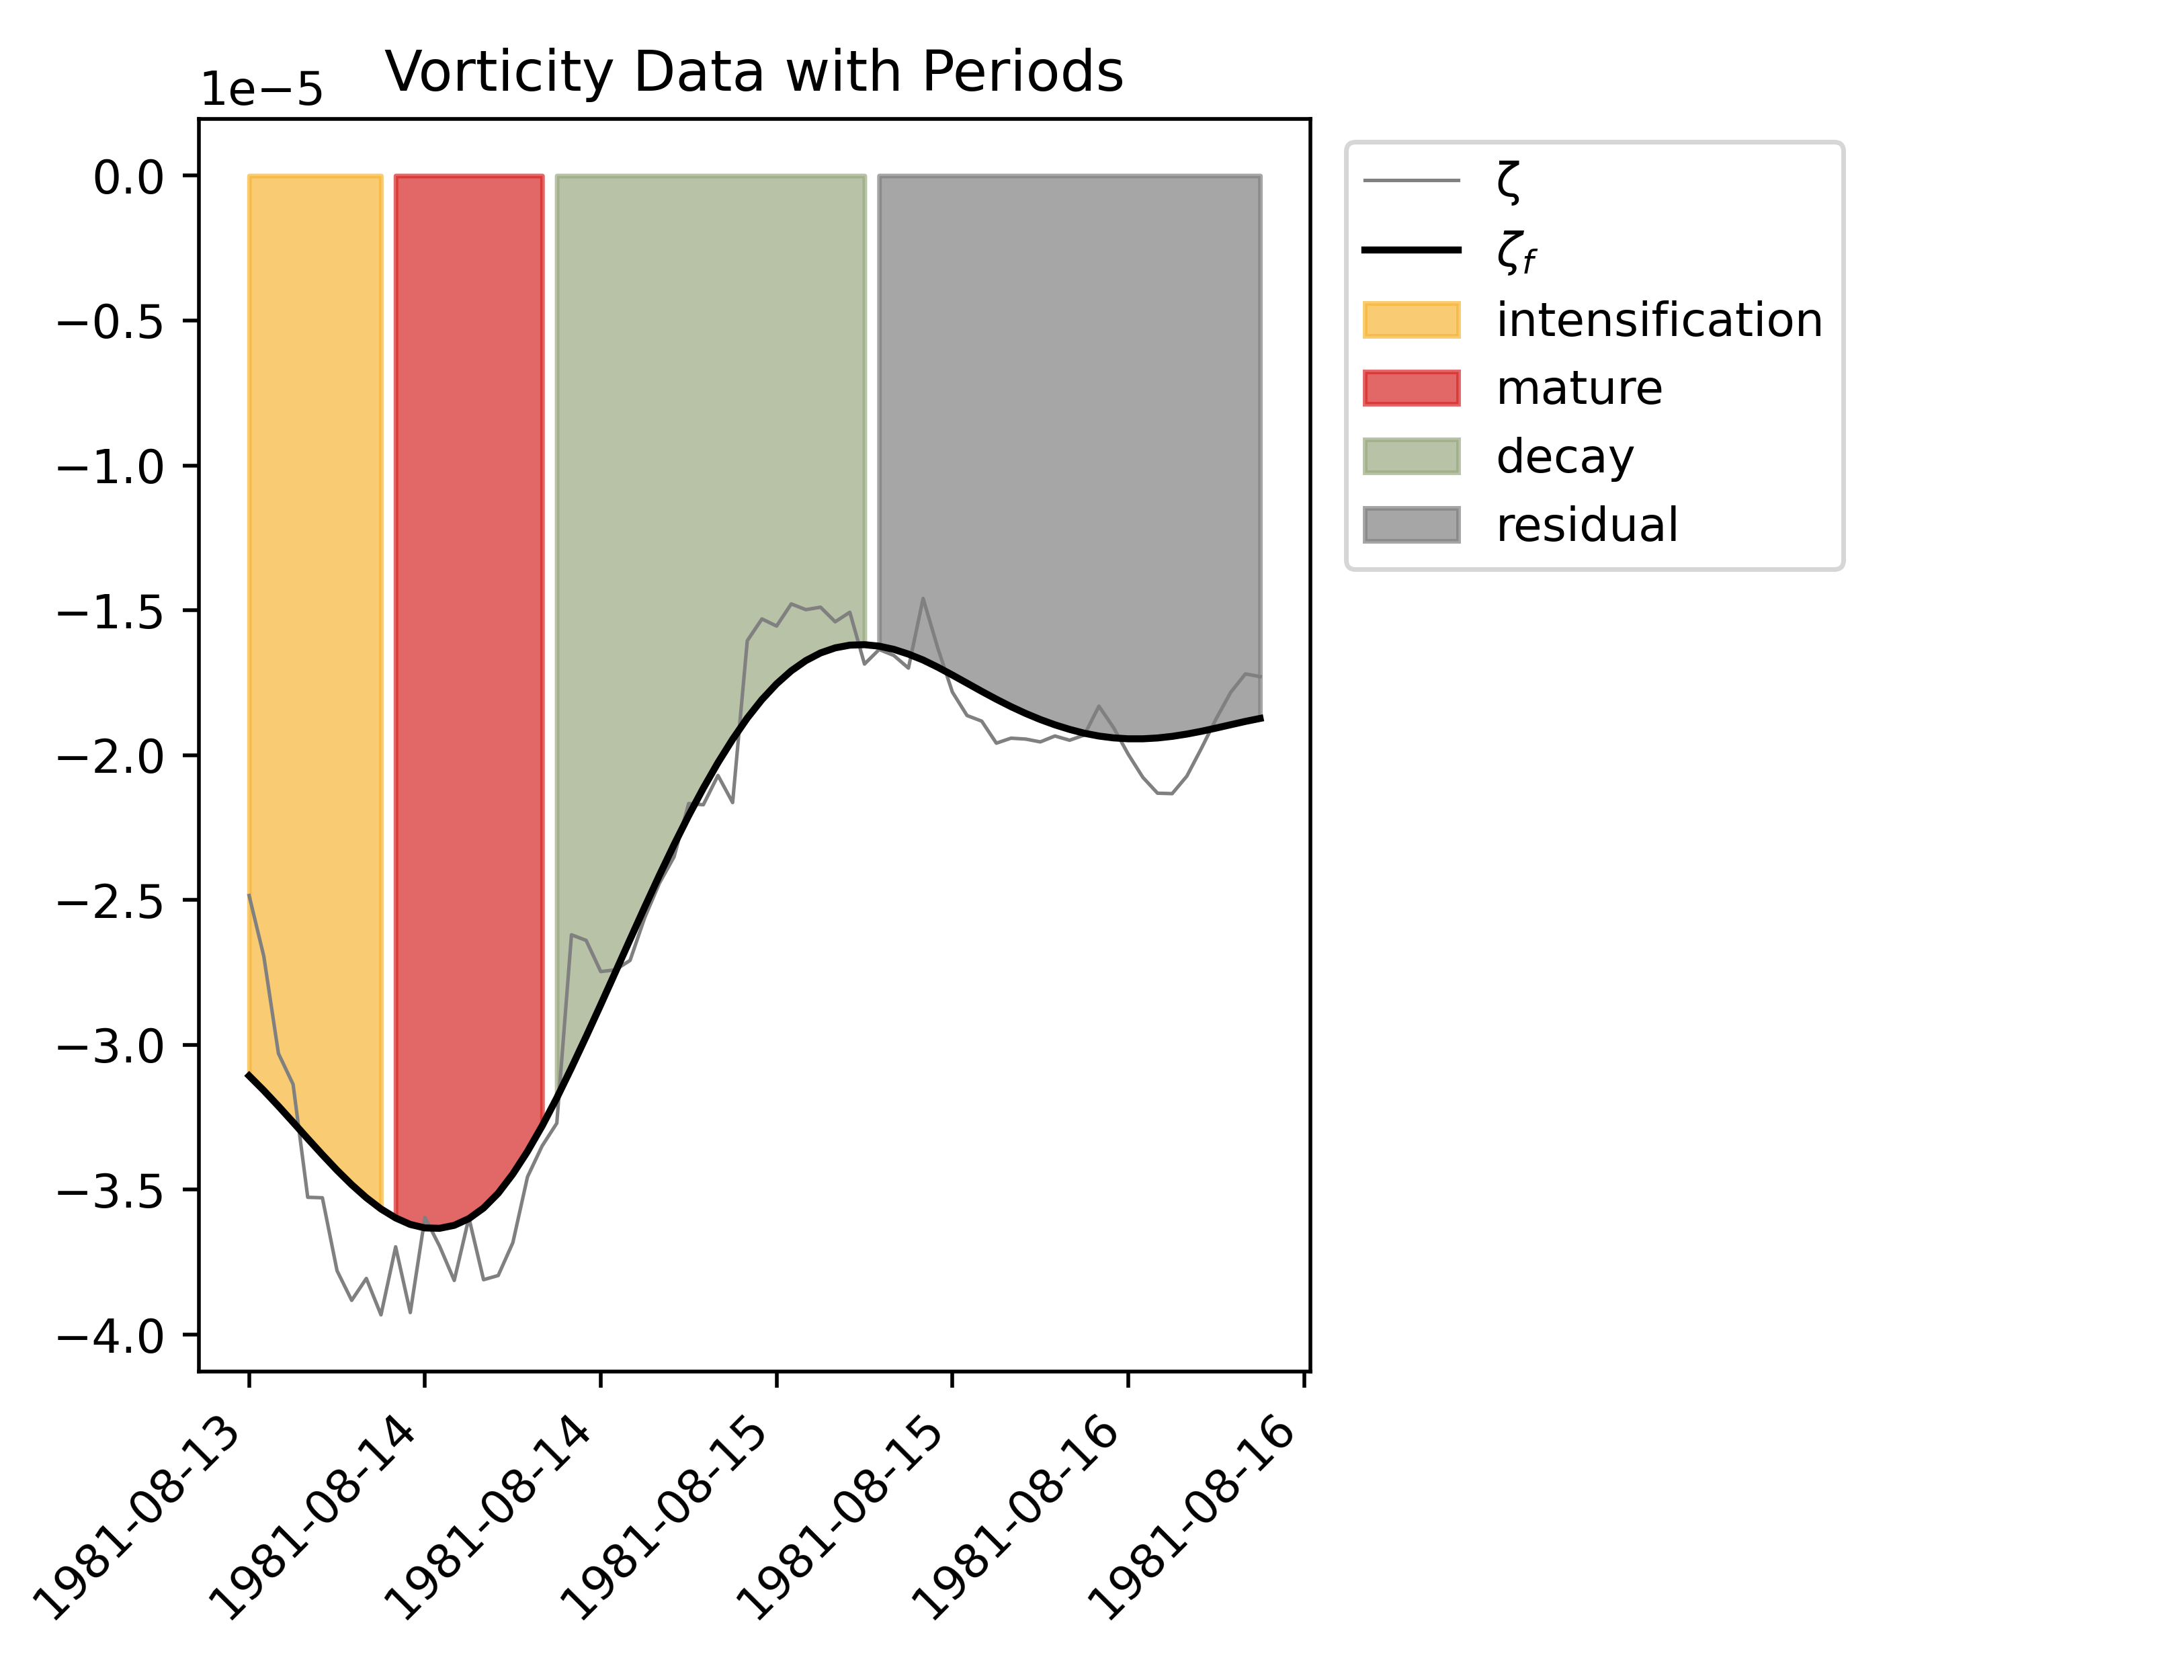 Vorticity Data with Periods
1e−5
0.0
−0.5
−1.0
−1.5
−2.0
−2.5
−3.0
−3.5
−4.0
1981-08-13
1981-08-14
1981-08-14
1981-08-15
1981-08-15
1981-08-16
1981-08-16
ζ
ζf
intensification
mature
decay
residual